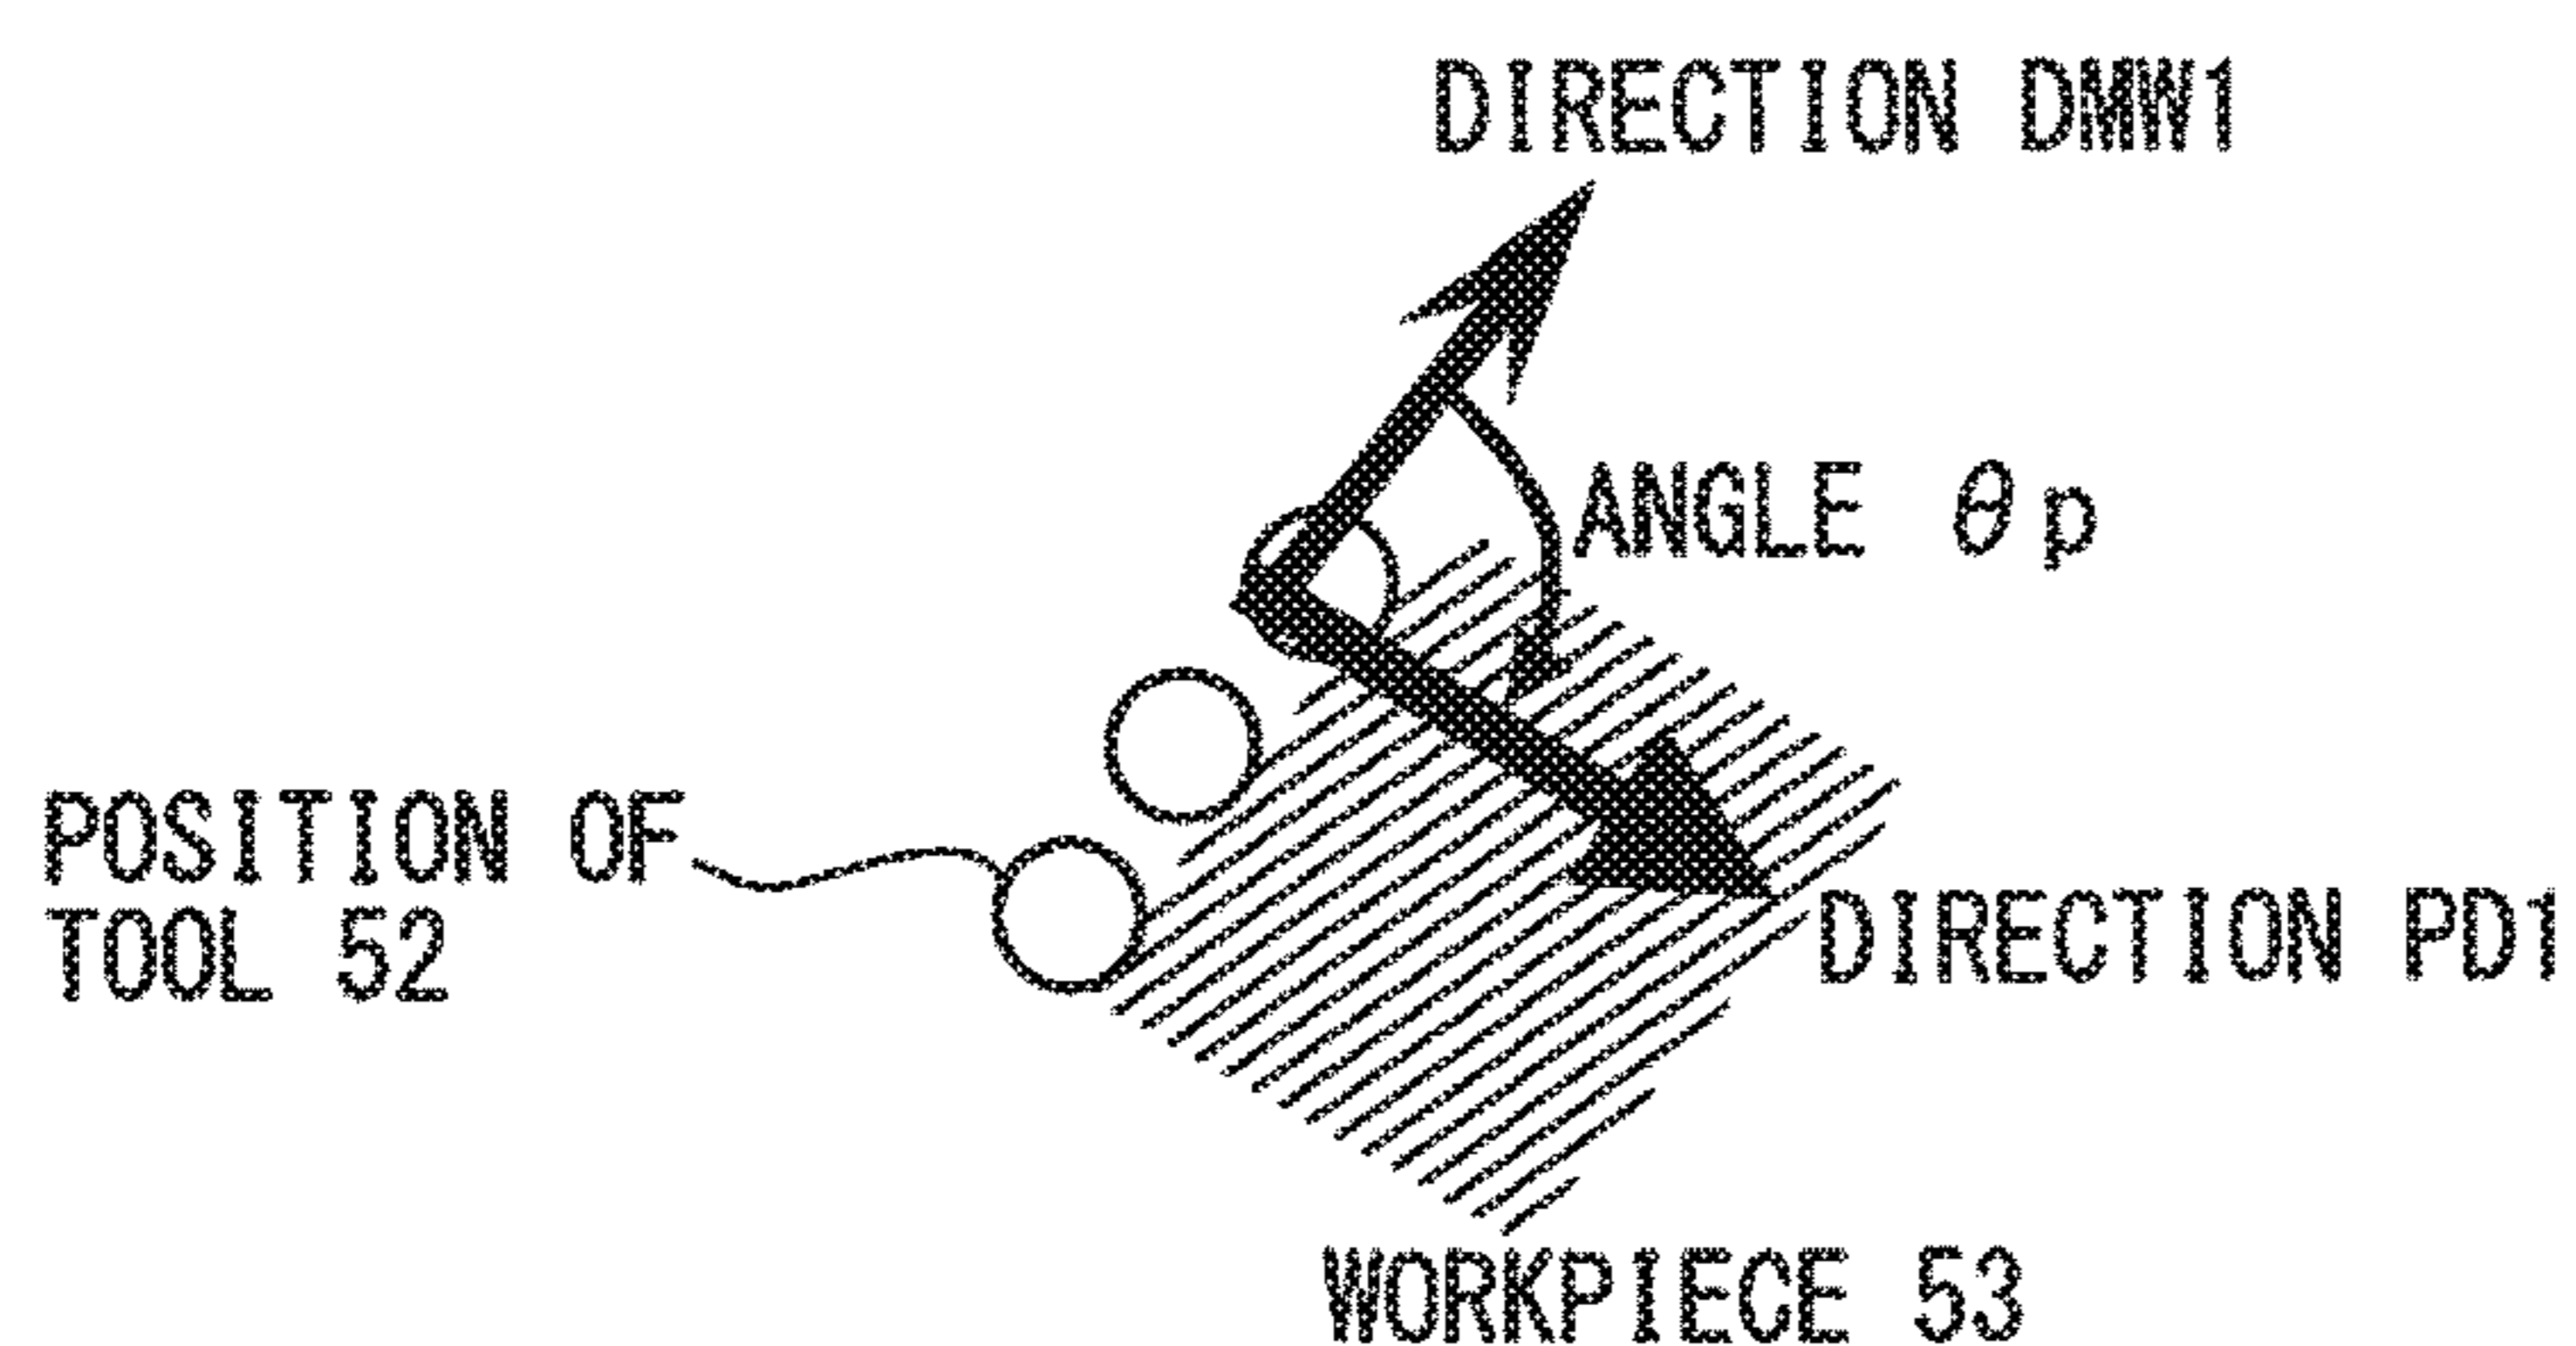 DIRECTION DMW1
ANGLE θp
POSITION OF
TOOL 52
DIRECTION PD1
WORKPIECE 53